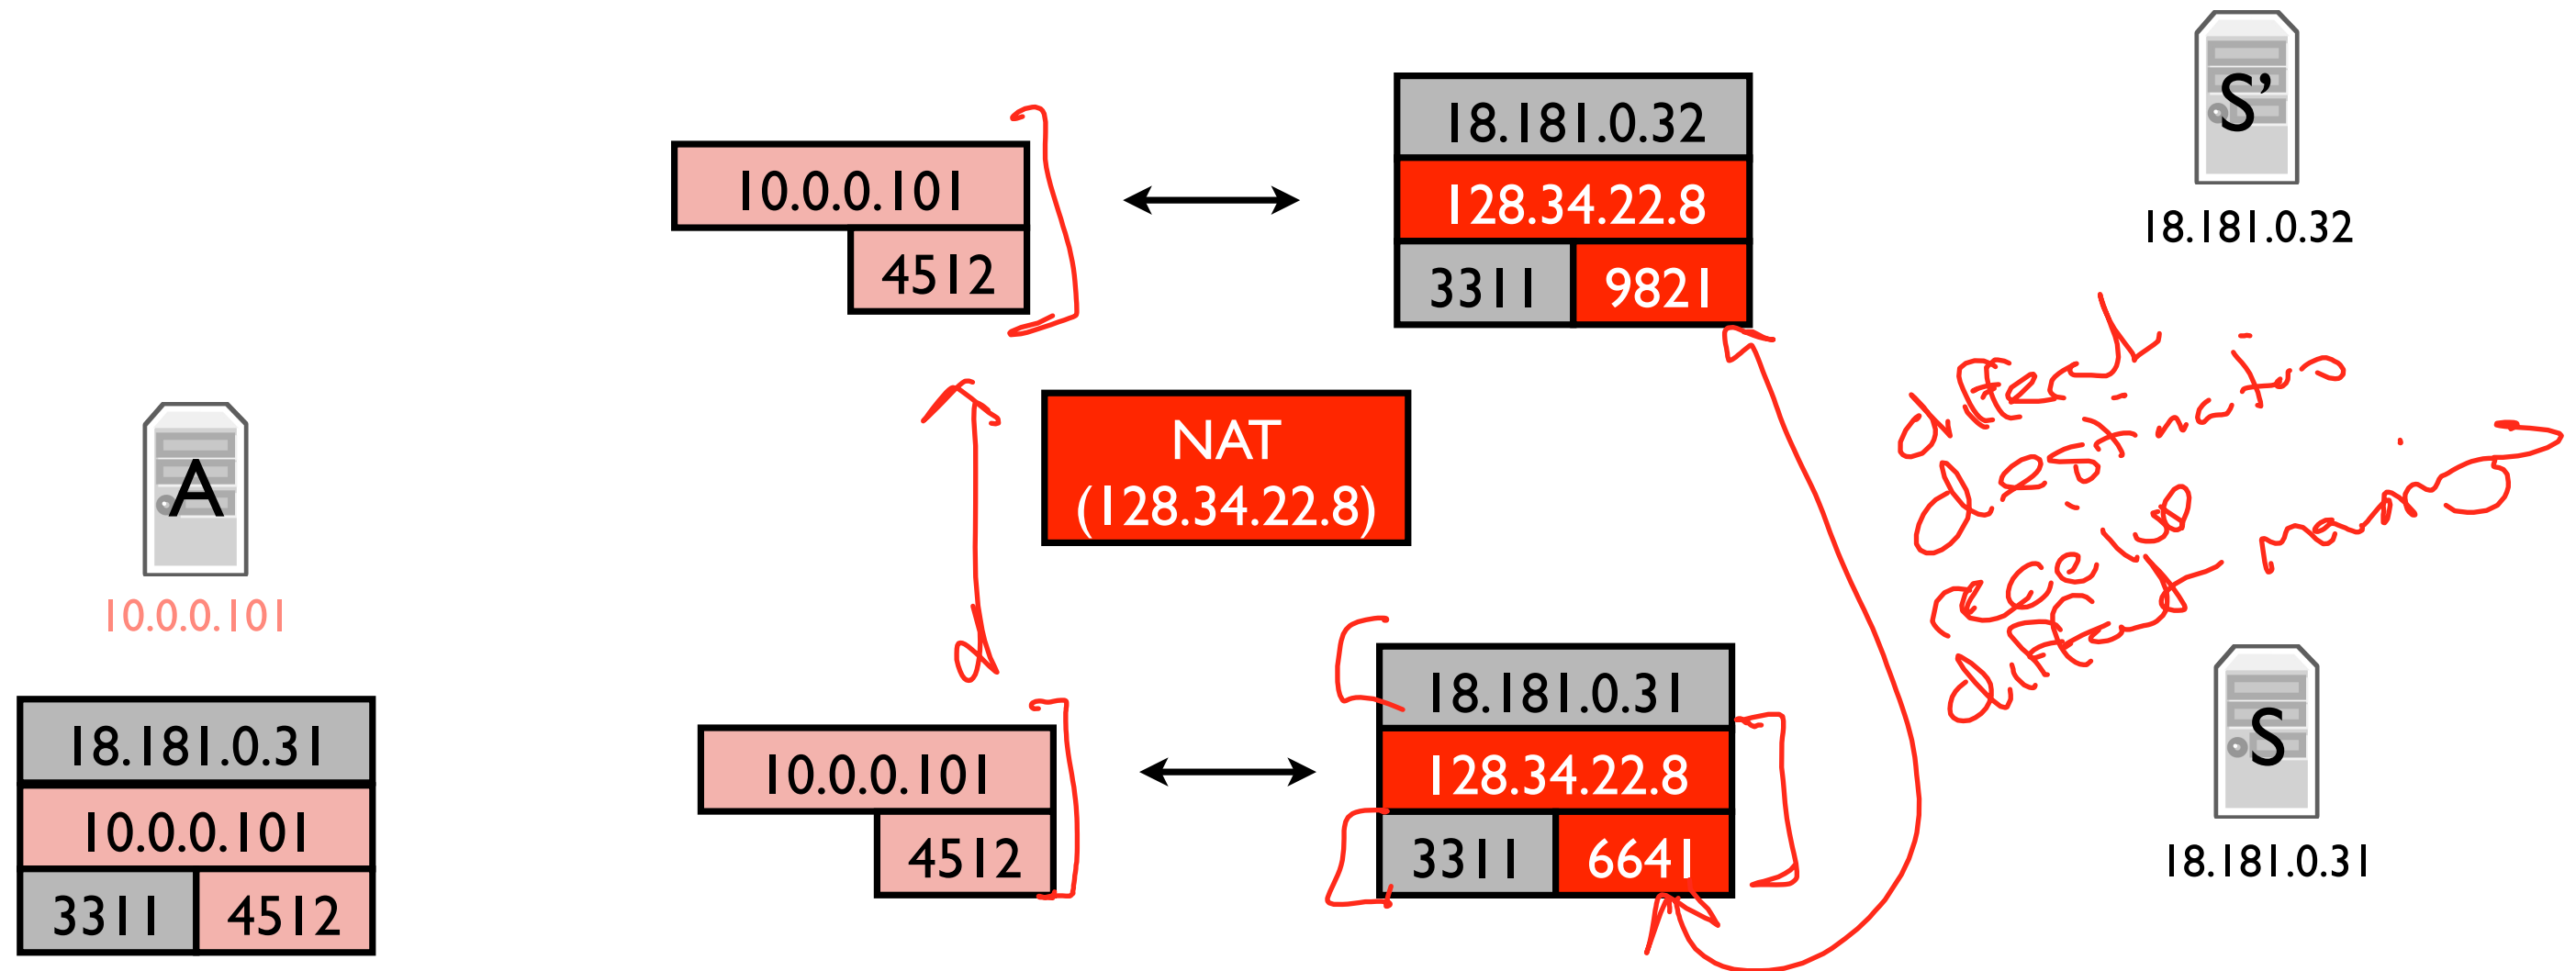 18.181.0.32
10.0.0.101
128.34.22.8
4512
3311 9821
18.181.0.32
NAT
(128.34.22.8)
A
10.0.0.101
S'
different
destination
receive
different mapping
18.181.0.31
10.0.0.101
3311 4512
10.0.0.101
4512
18.181.0.31
128.34.22.8
3311 6641
S
18.181.0.31